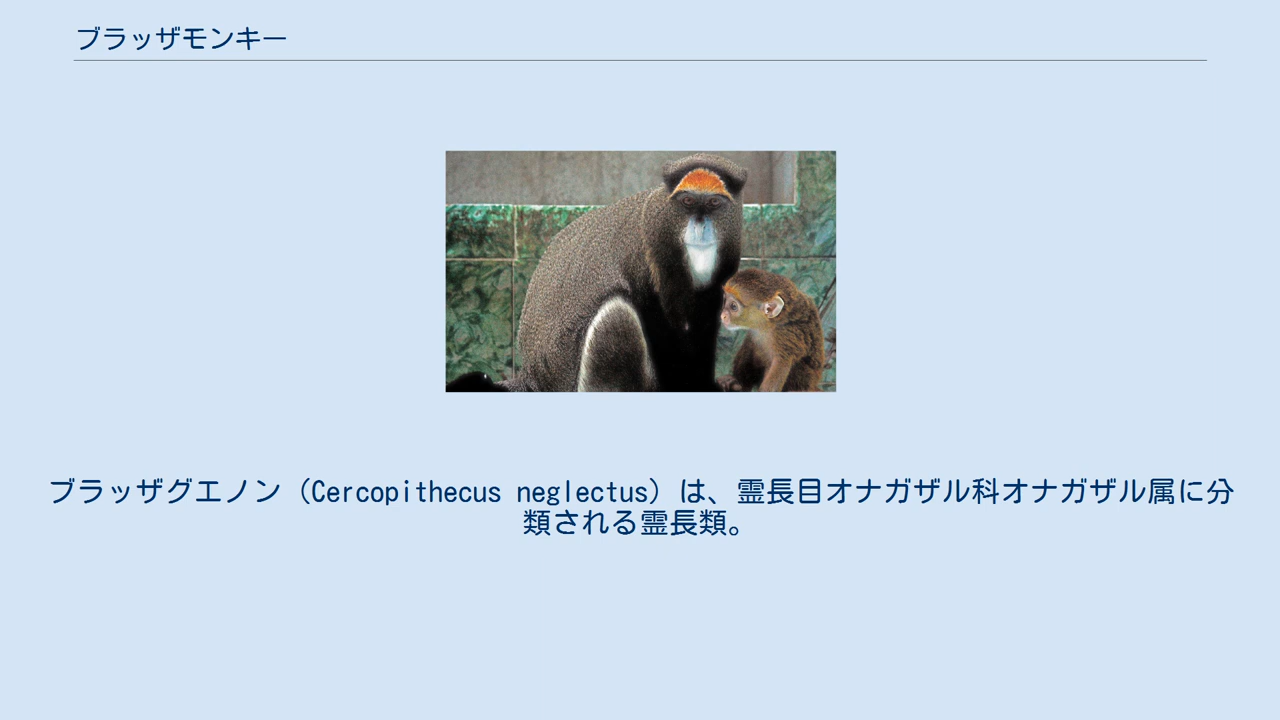 ブラッザモンキー
ブラッザグエノン（Cercopithecus neglectus）は、霊長目オナガザル科オナガザル属に分
類される霊長類。